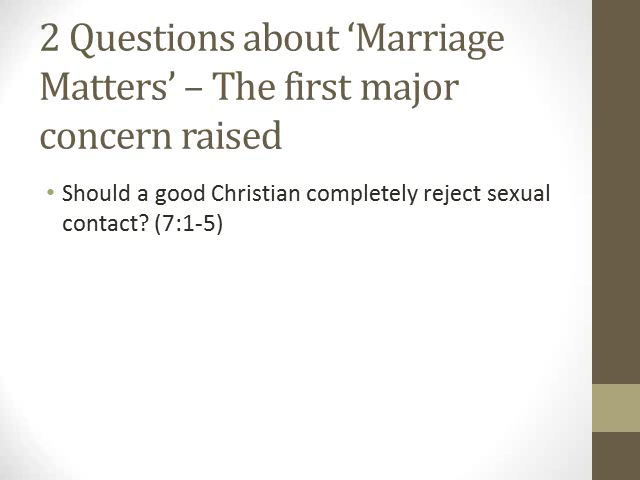 2 Questions about ‘Marriage
Matters’ – The first major
concern raised
• Should a good Christian completely reject sexual
contact? (7:1-5)